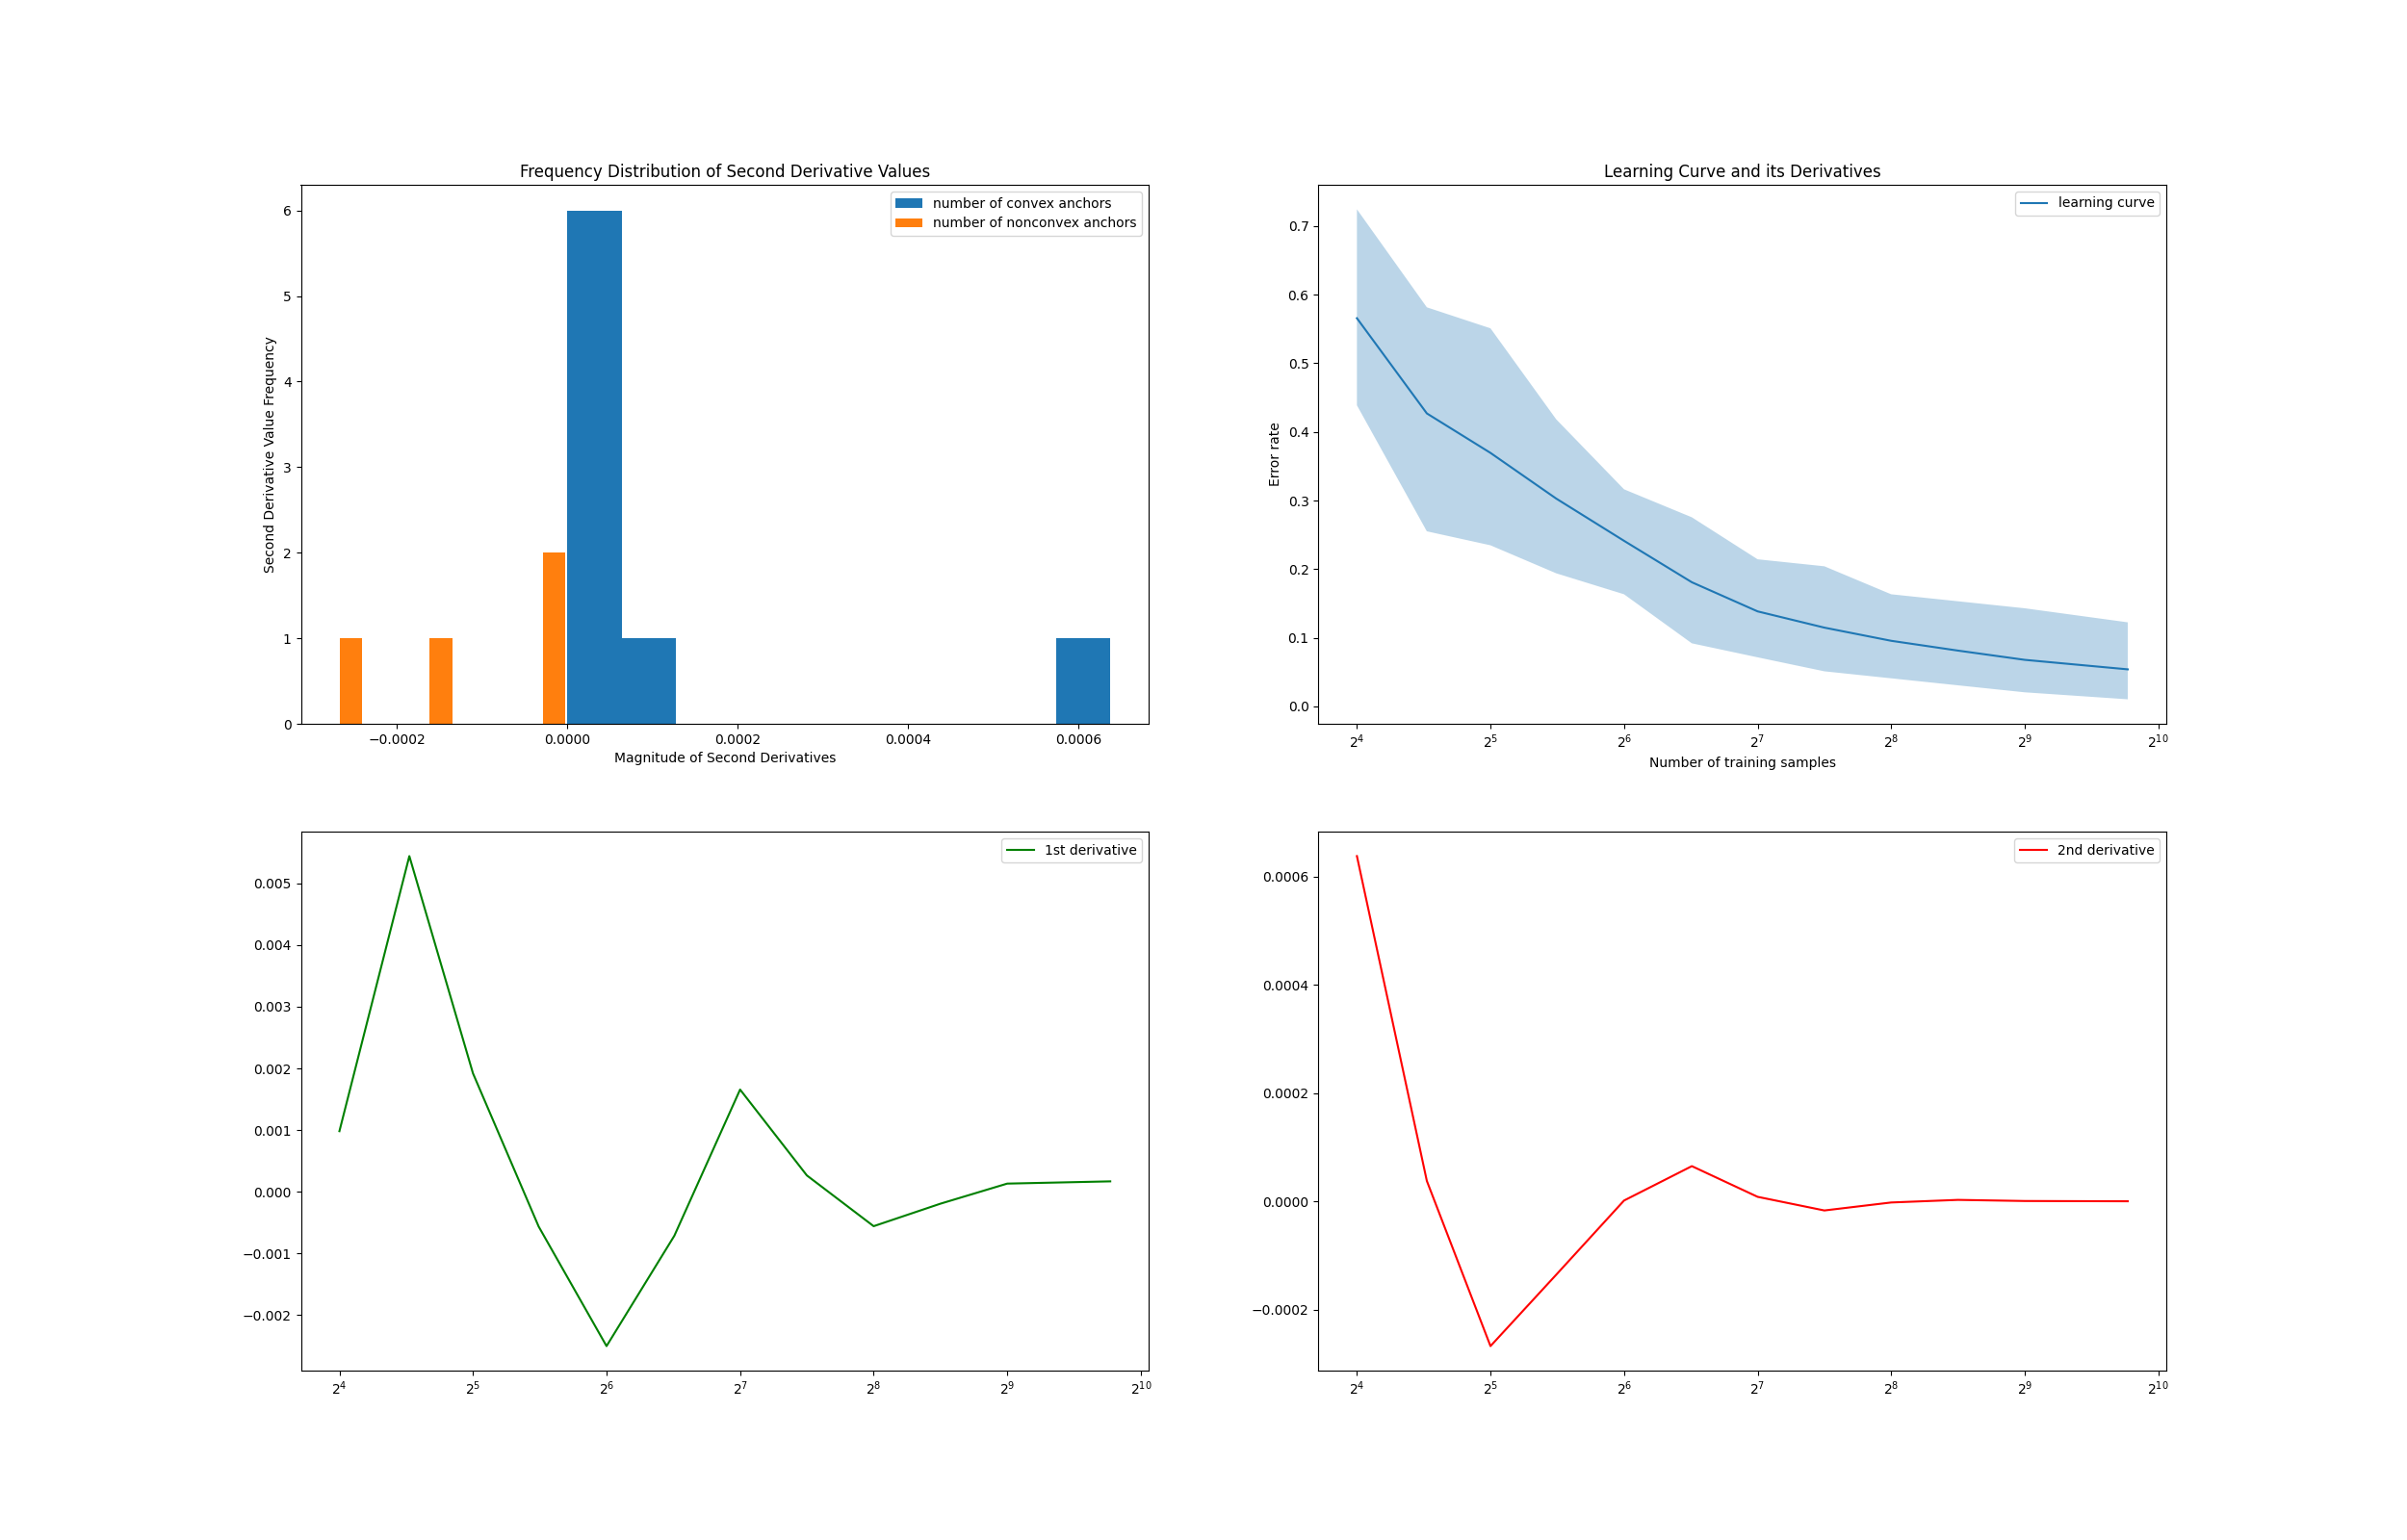 Frequency Distribution of Second Derivative Values
number of convex anchors
number of nonconvex anchors
Second Derivative Value Frequency
6
5
4
3
2
1
0
−0.0002 0.0000 0.0002 0.0004 0.0006
Magnitude of Second Derivatives
Learning Curve and its Derivatives
learning curve
Error rate
0.7
0.6
0.5
0.4
0.3
0.2
0.1
0.0
2^4 2^5 2^6 2^7 2^8 2^9 2^10
Number of training samples
1st derivative
0.005
0.004
0.003
0.002
0.001
0.000
−0.001
−0.002
2^4 2^5 2^6 2^7 2^8 2^9 2^10
2nd derivative
0.0006
0.0004
0.0002
0.0000
−0.0002
2^4 2^5 2^6 2^7 2^8 2^9 2^10